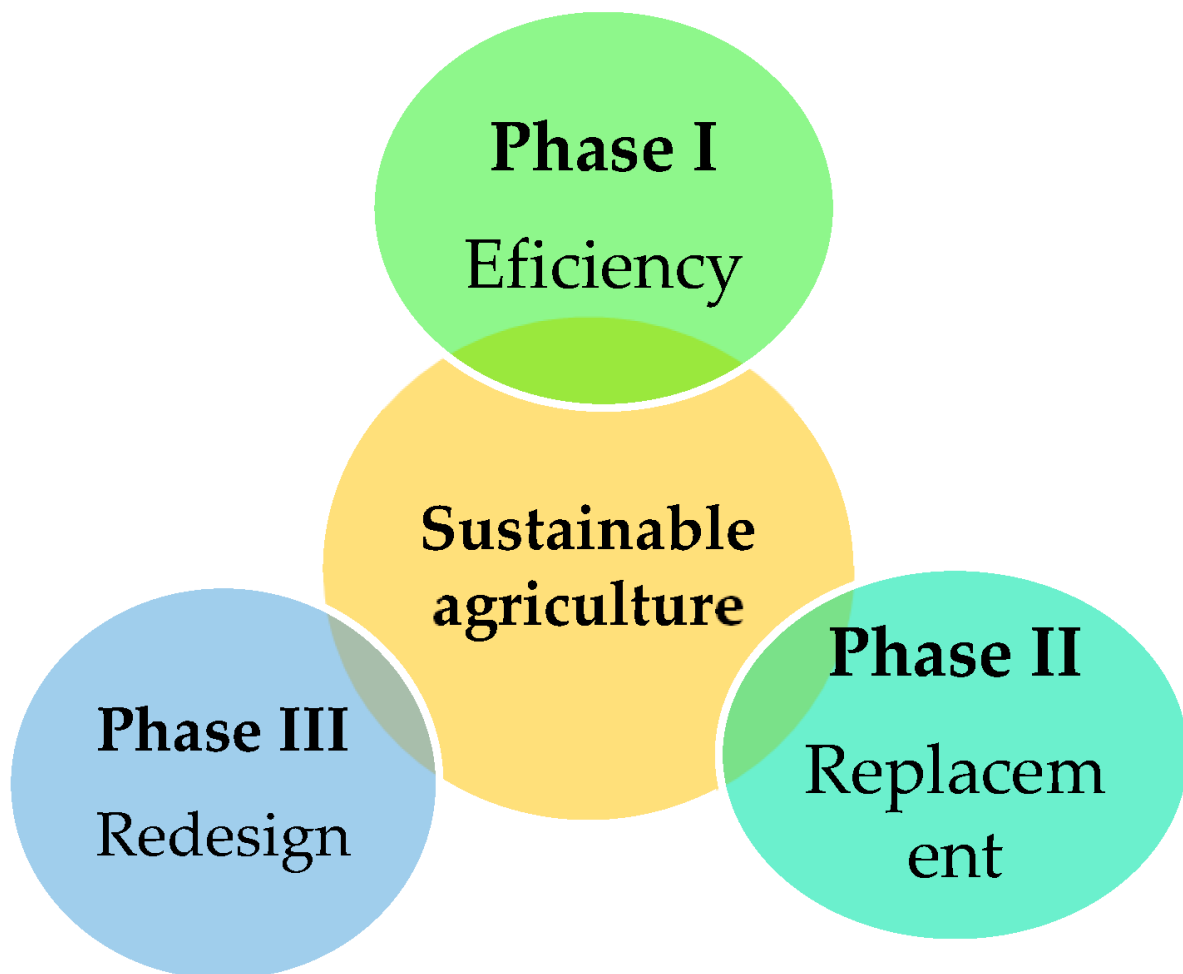 Phase I
Eficiency
Sustainable
agriculture
Phase II
Replacem
ent
Phase III
Redesign